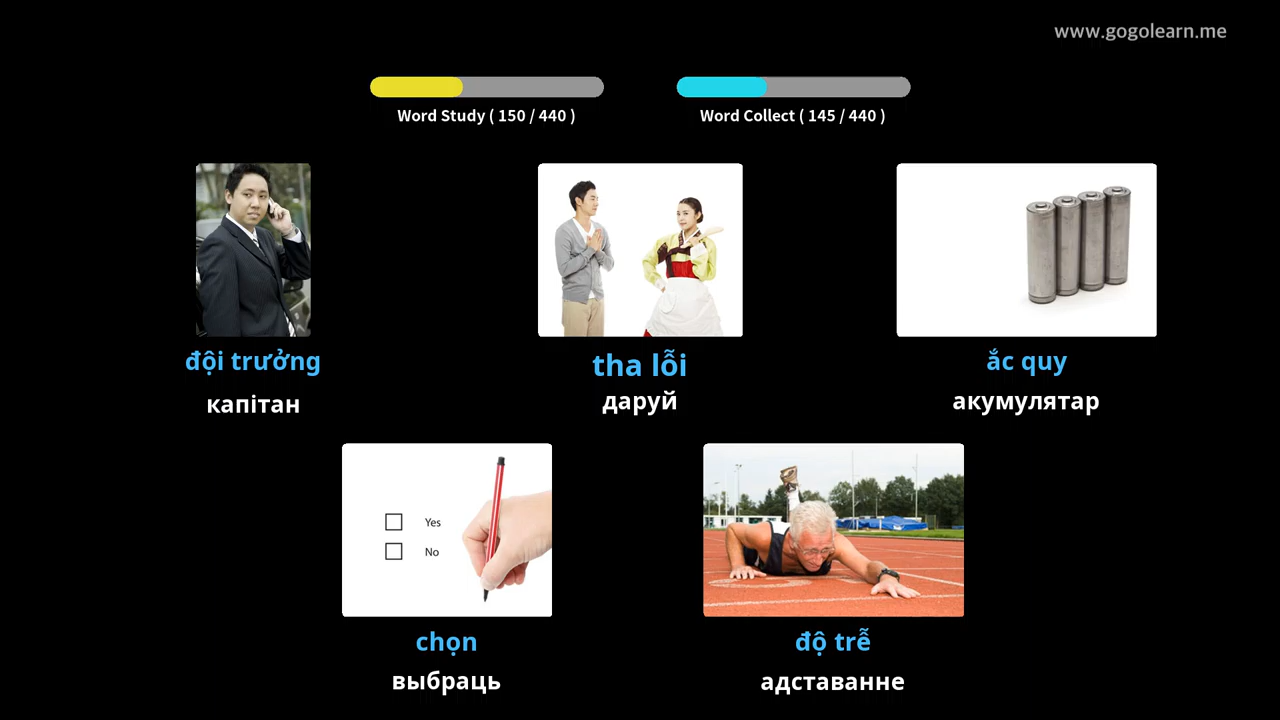 www.gogolearn.me
Word Study ( 150 / 440 )
Word Collect ( 145 / 440 )
đội trưởng
капітан
tha lỗi
даруй
ắc quy
акумулятар
Yes
No
chọn
выбраць
độ trễ
адставанне